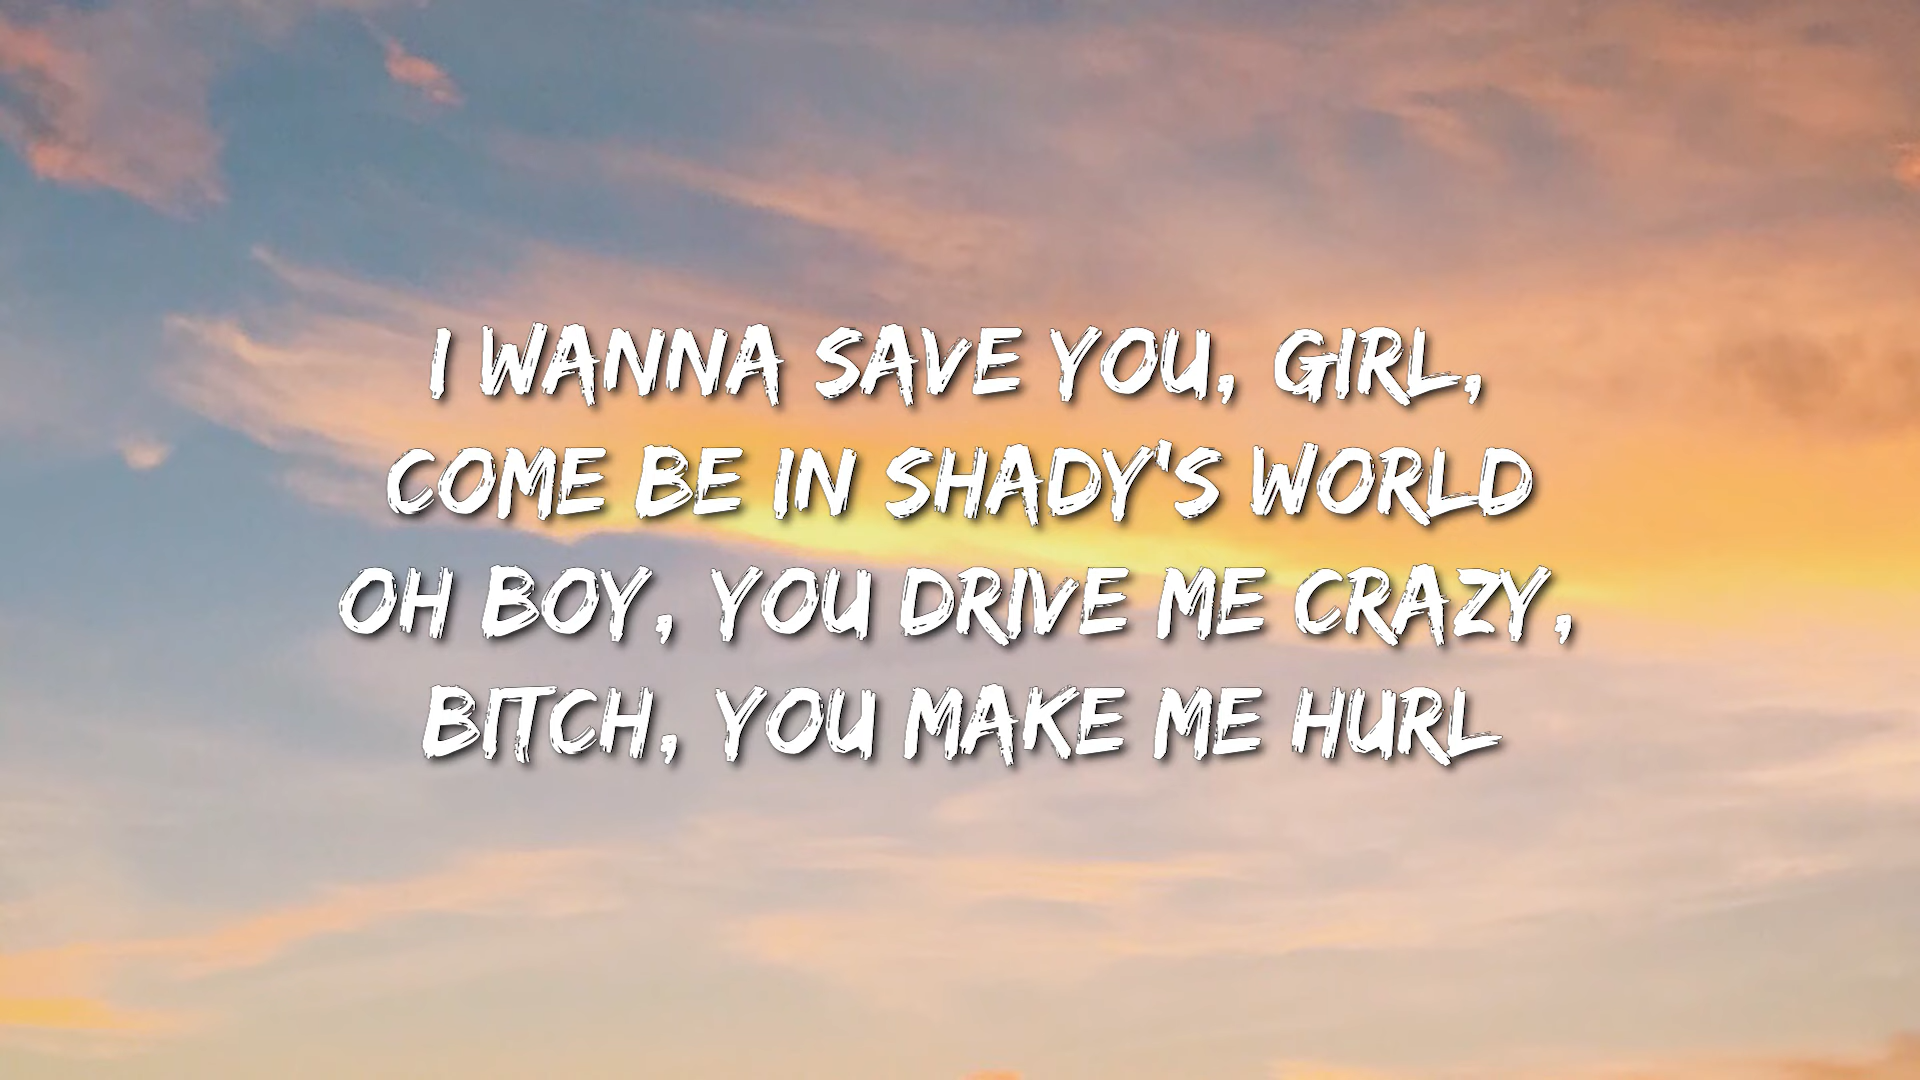 I WANNA SAVE YOU, GIRL,
COME BE IN SHADY'S WORLD
OH BOY, YOU DRIVE ME CRAZY,
BITCH, YOU MAKE ME HURL